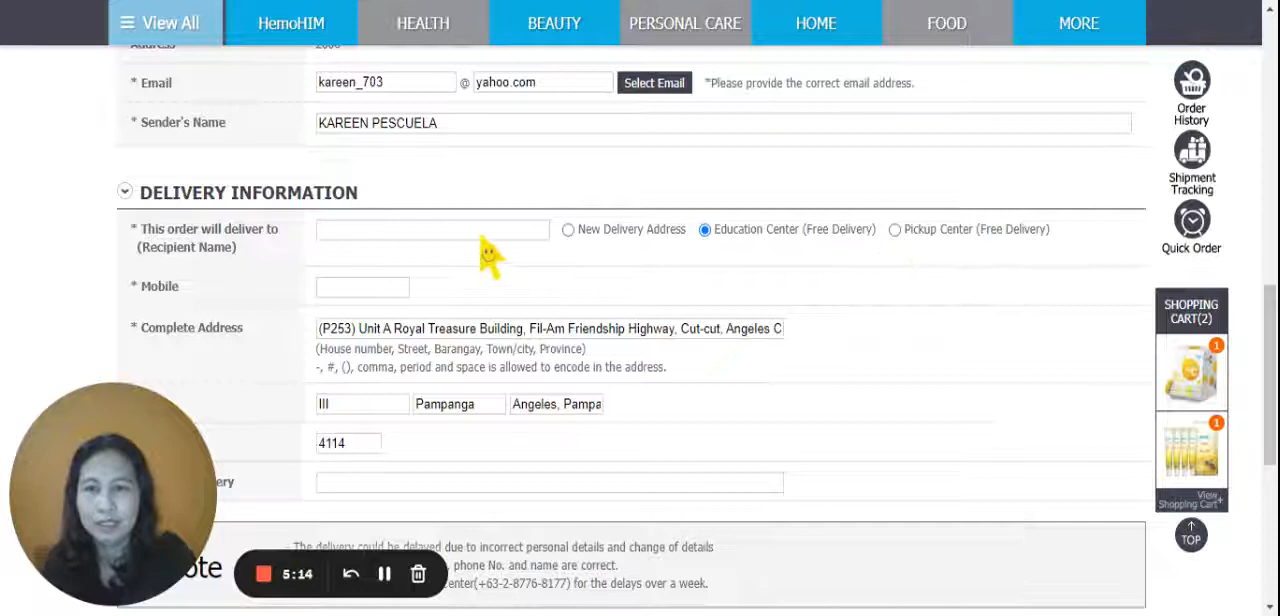 View All
HemoHIM
HEALTH
BEAUTY
PERSONAL CARE
HOME
FOOD
MORE
Address
* Email
kareen_703
@
yahoo.com
Select Email
*Please provide the correct email address.
* Sender's Name
KAREEN PESCUELA
DELIVERY INFORMATION
* This order will deliver to
(Recipient Name)
New Delivery Address
Education Center (Free Delivery)
Pickup Center (Free Delivery)
* Mobile
* Complete Address
(P253) Unit A Royal Treasure Building, Fil-Am Friendship Highway, Cut-cut, Angeles C
(House number, Street, Barangay, Town/city, Province)
-, #, (), comma, period and space is allowed to encode in the address.
III
Pampanga
Angeles, Pampa
4114
ery
ote
- The delivery could be delayed due to incorrect personal details and change of details
, phone No. and name are correct.
enter(+63-2-8776-8177) for the delays over a week.
5:14
Order
History
Shipment
Tracking
Quick Order
SHOPPING
CART(2)
1
1
View
Shopping Cart+
TOP